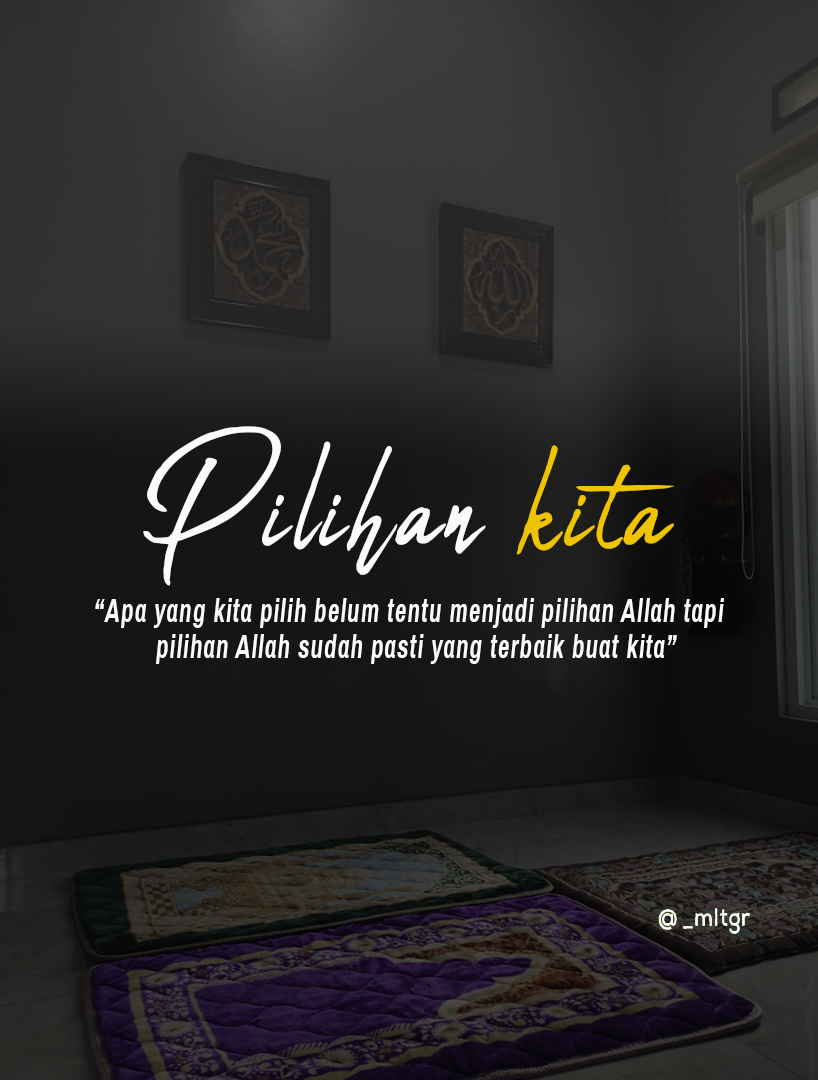 Pilihan kita
“Apa yang kita pilih belum tentu menjadi pilihan Allah tapi
pilihan Allah sudah pasti yang terbaik buat kita”
@_mltgr